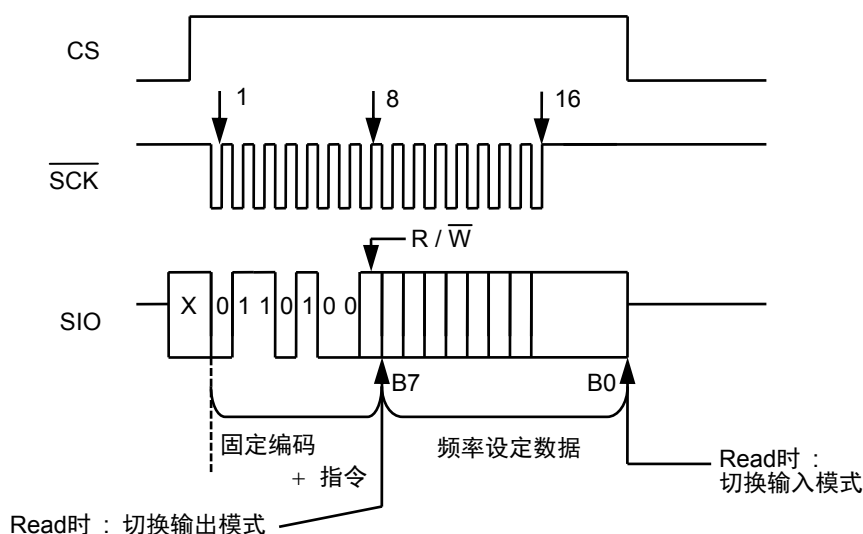 CS
1
8
16
SCK
R / W
SIO
X
0
1
1
0
1
0
0
B7
B0
固定编码
+ 指令
频率设定数据
Read时 : 切换输出模式
Read时 :
切换输入模式